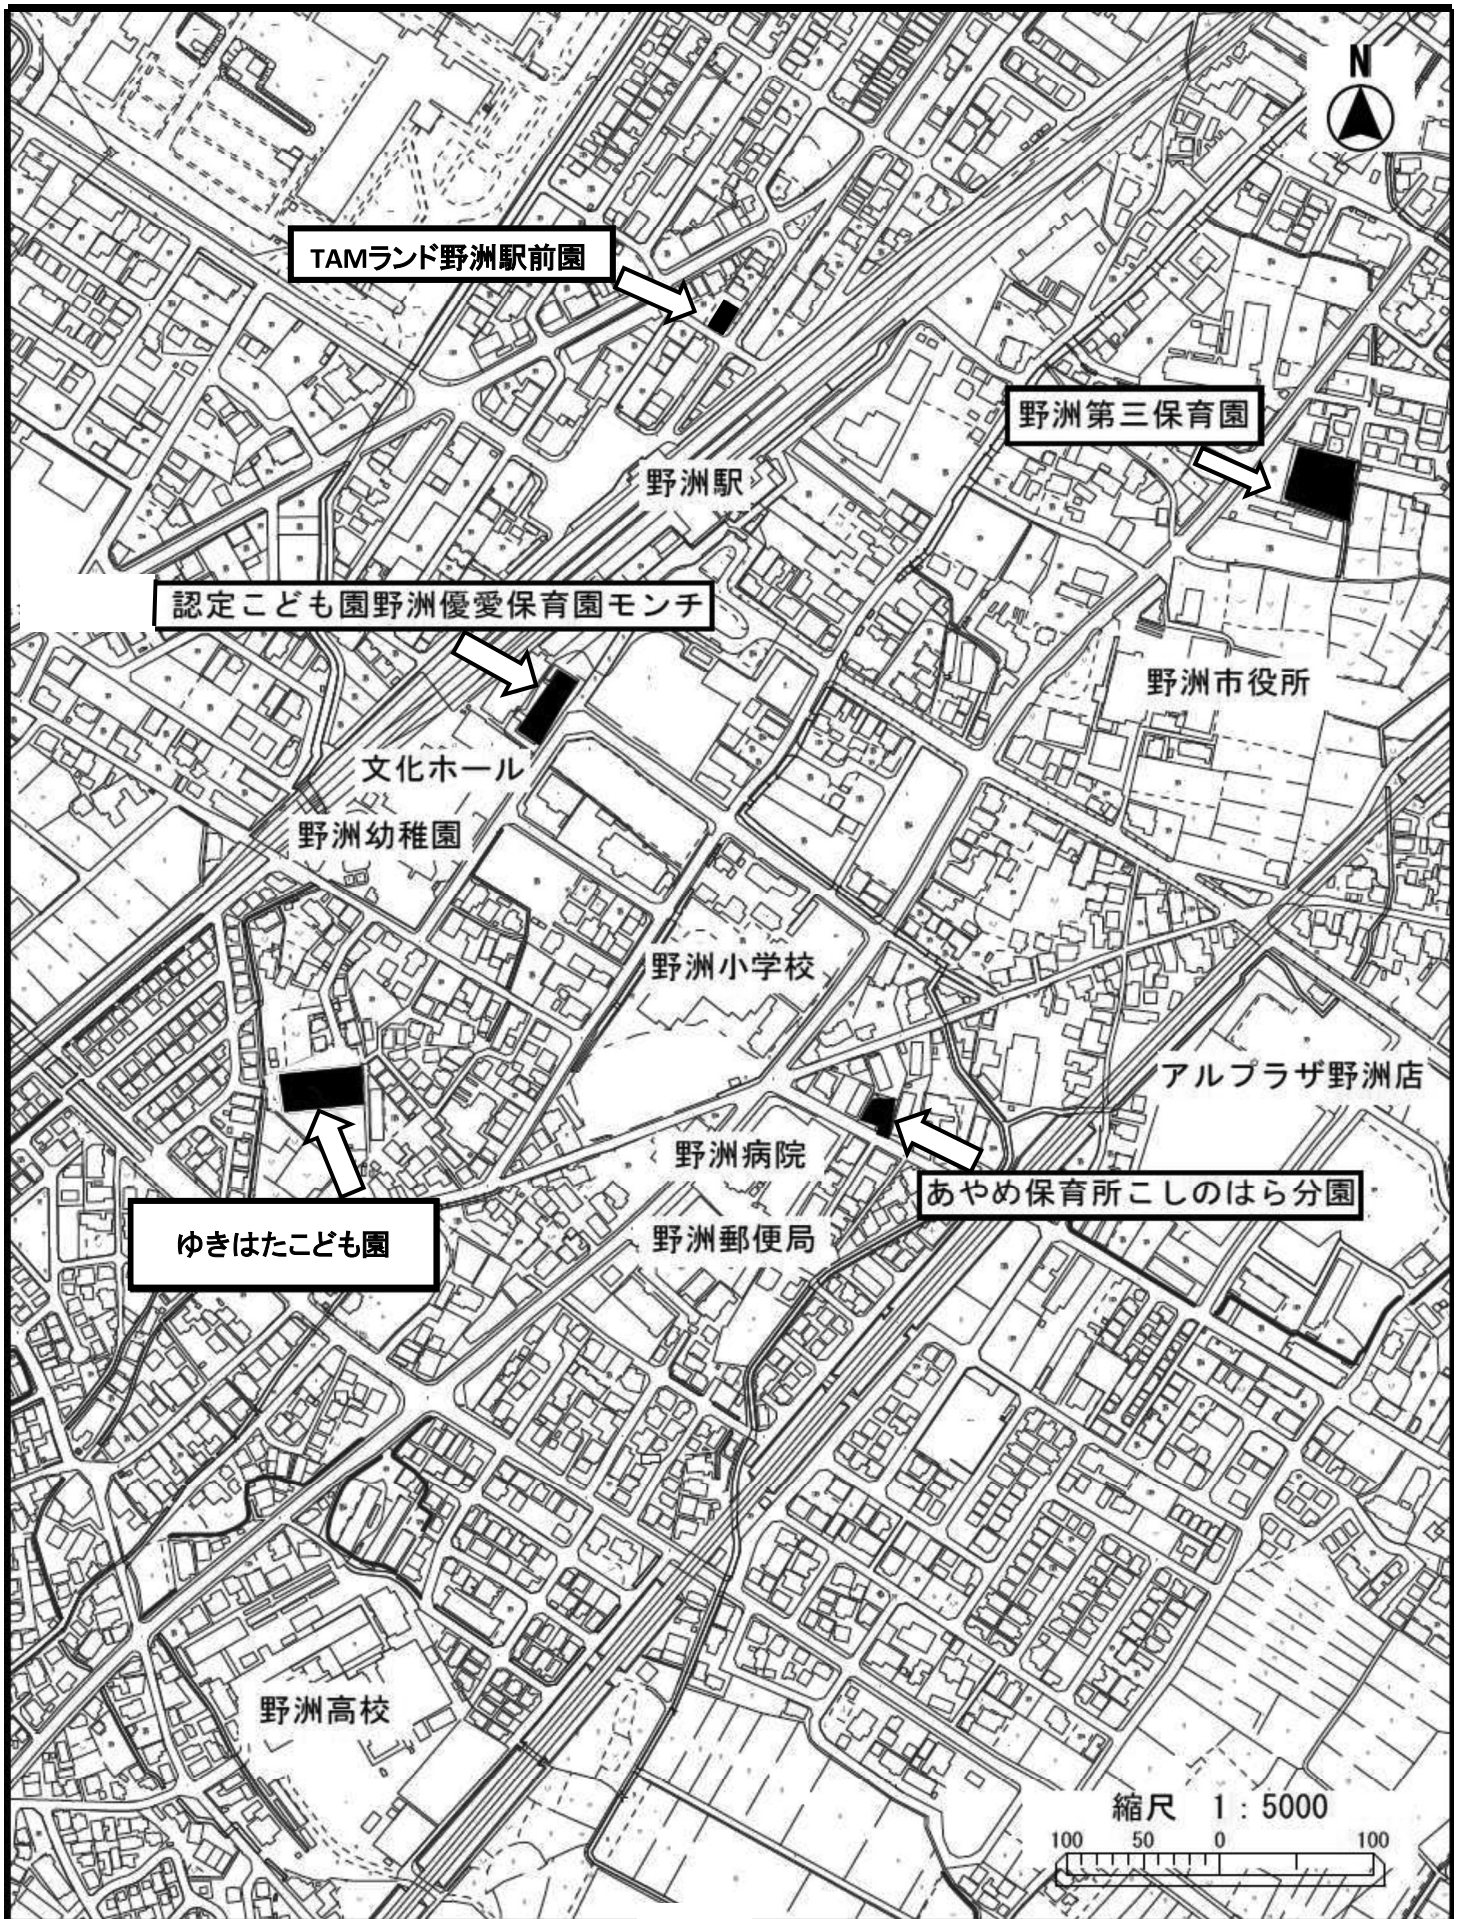 N
TAMランド野洲駅前園
野洲第三保育園
野洲駅
認定こども園野洲優愛保育園モンチ
野洲市役所
文化ホール
野洲幼稚園
野洲小学校
アルプラザ野洲店
野洲病院
あやめ保育所こしのはら分園
野洲郵便局
ゆきはたこども園
野洲高校
縮尺 1:5000
100 50 0 100